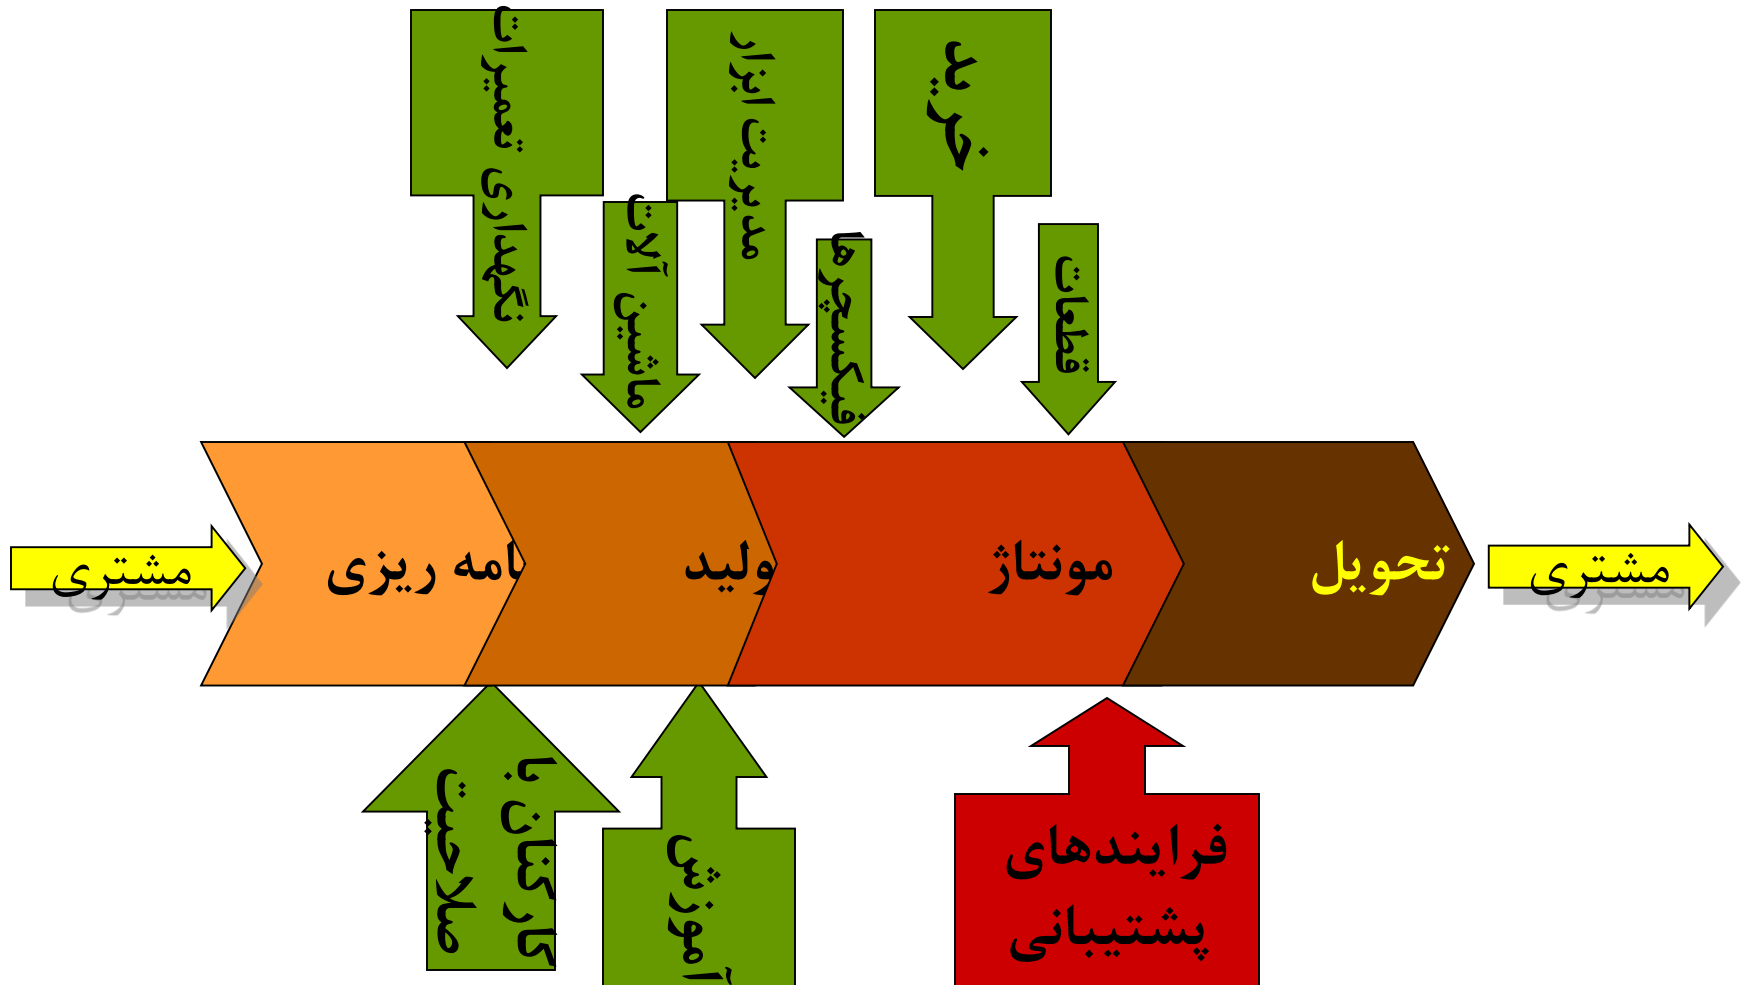 نگهداری تعمیرات
ماشین آلات
مدیریت ابزار
فیکسچرها
خرید
قطعات
مشتری
امه ریزی
ولید
مونتاژ
تحویل
مشتری
کارکنان با
صلاحیت
آموزش
فرایندهای
پشتیبانی